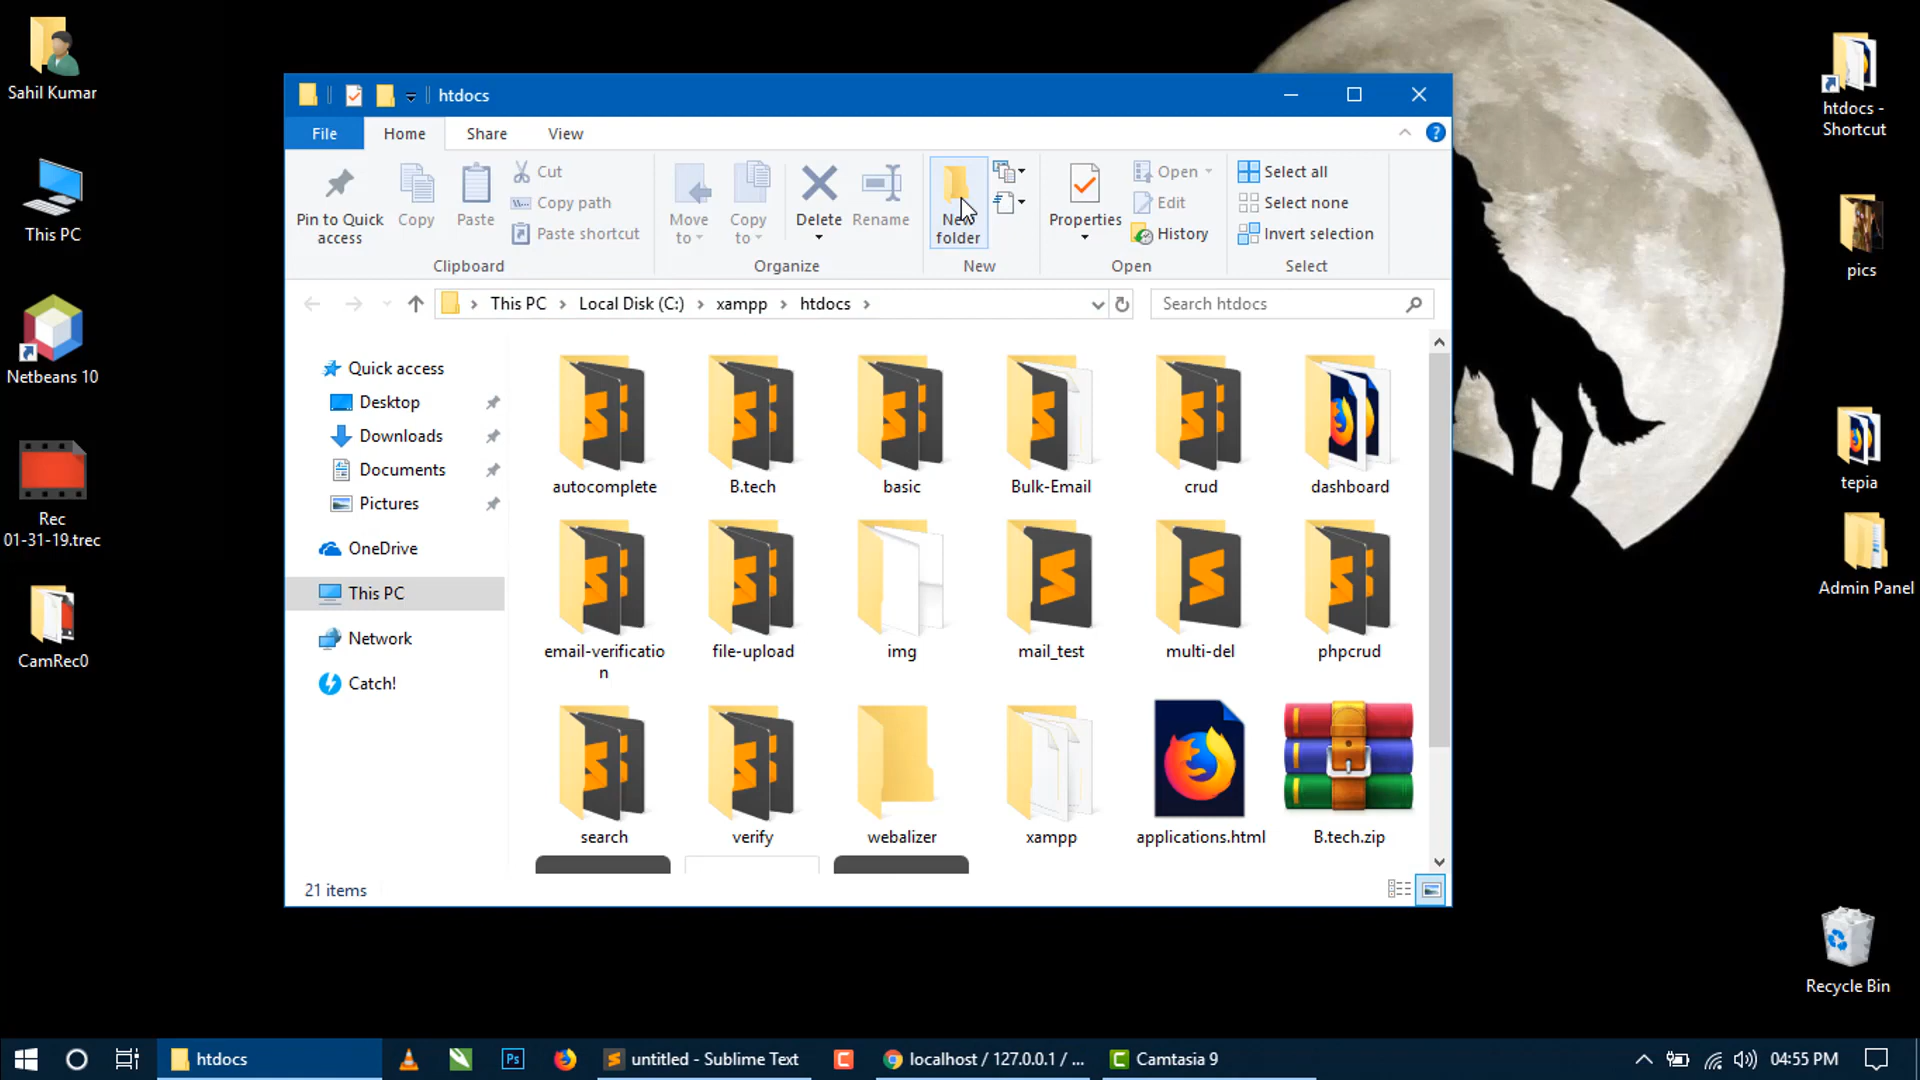 Sahil Kumar
This PC
Netbeans 10
Rec
01-31-19.trec
CamRec0
htdocs
File Home Share View
Pin to Quick
access
Copy
Paste
Cut
Copy path
Paste shortcut
Clipboard
Move
to
Copy
to
Delete
Rename
Organize
New
folder
New
Properties
Open
Edit
History
Open
Select all
Select none
Invert selection
Select
This PC Local Disk (C:) xampp htdocs
Search htdocs
Quick access
Desktop
Downloads
Documents
Pictures
OneDrive
This PC
Network
Catch!
autocomplete B.tech basic Bulk-Email crud dashboard
email-verificatio
n
file-upload img mail_test multi-del phpcrud
search verify webalizer xampp applications.html B.tech.zip
21 items
htdocs -
Shortcut
pics
tepia
Admin Panel
Recycle Bin
htdocs
Ps
untitled - Sublime Text
localhost / 127.0.0.1 / ...
Camtasia 9
04:55 PM